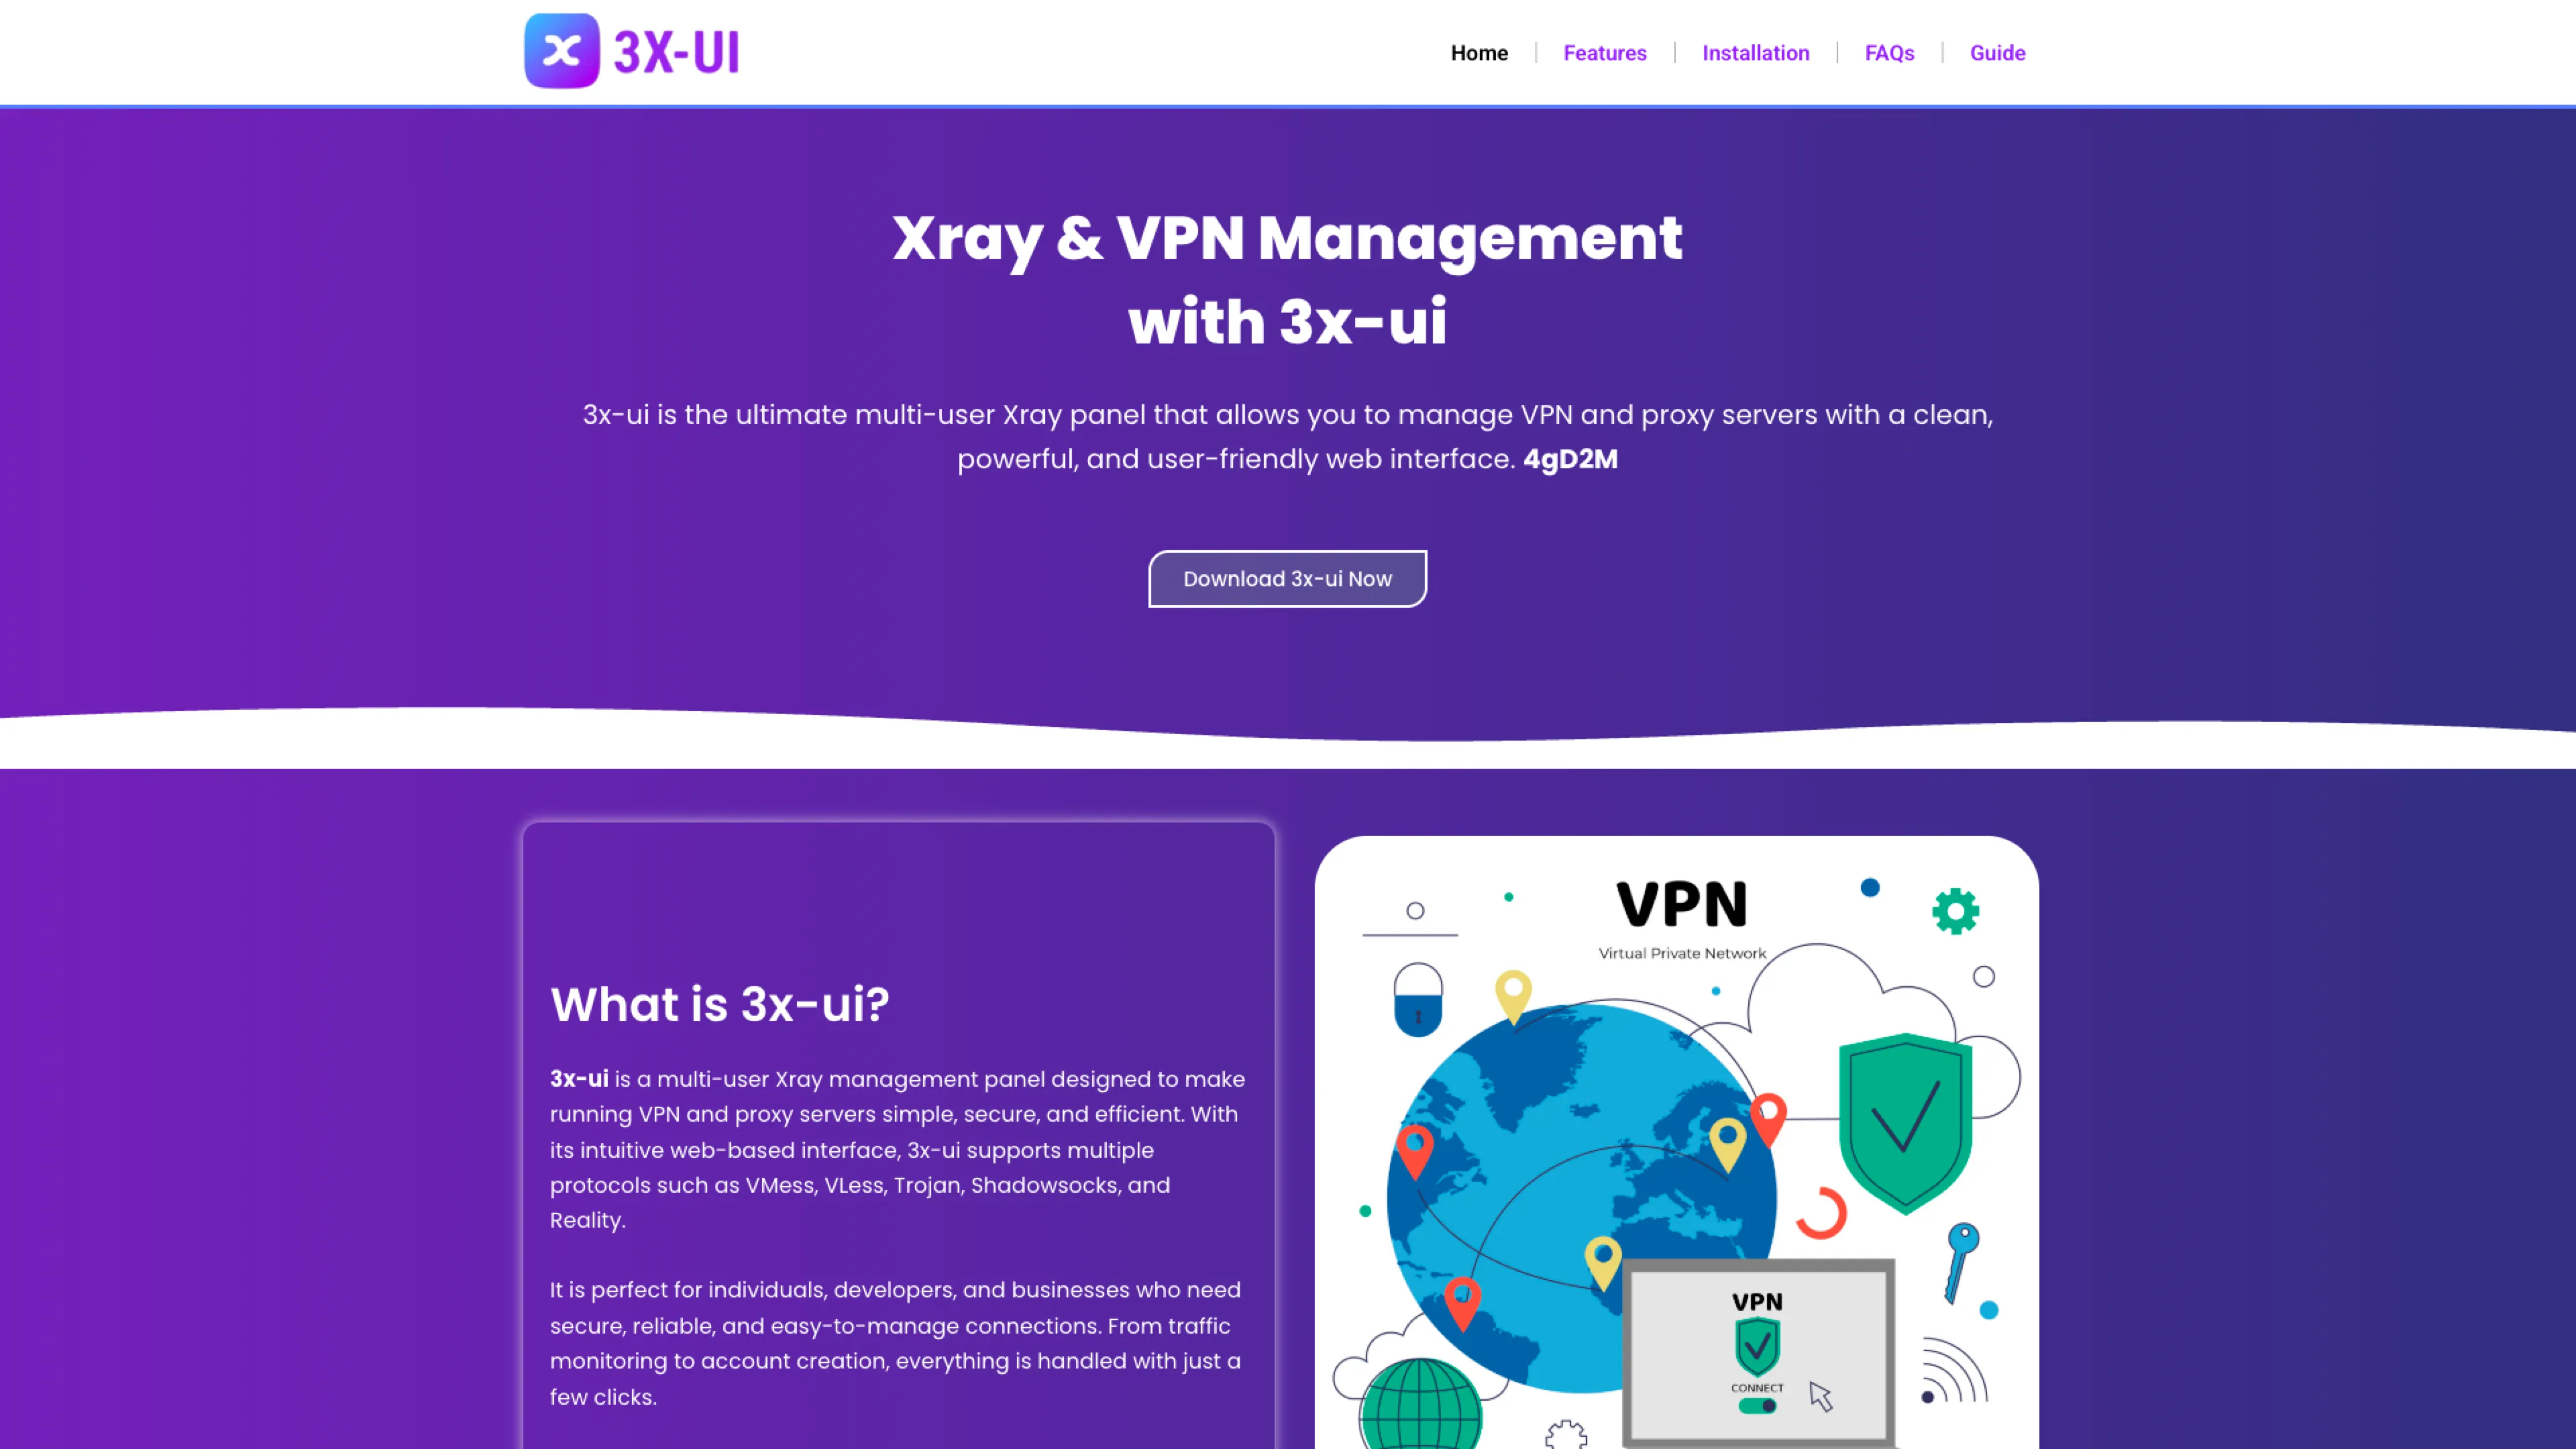 3X-UI
Home
Features
Installation
FAQs
Guide
Xray & VPN Management
with 3x-ui
3x-ui is the ultimate multi-user Xray panel that allows you to manage VPN and proxy servers with a clean,
powerful, and user-friendly web interface. 4gD2M
Download 3x-ui Now
What is 3x-ui?
3x-ui is a multi-user Xray management panel designed to make
running VPN and proxy servers simple, secure, and efficient. With
its intuitive web-based interface, 3x-ui supports multiple
protocols such as VMess, VLess, Trojan, Shadowsocks, and
Reality.
It is perfect for individuals, developers, and businesses who need
secure, reliable, and easy-to-manage connections. From traffic
monitoring to account creation, everything is handled with just a
few clicks.
VPN
Virtual Private Network
VPN
CONNECT